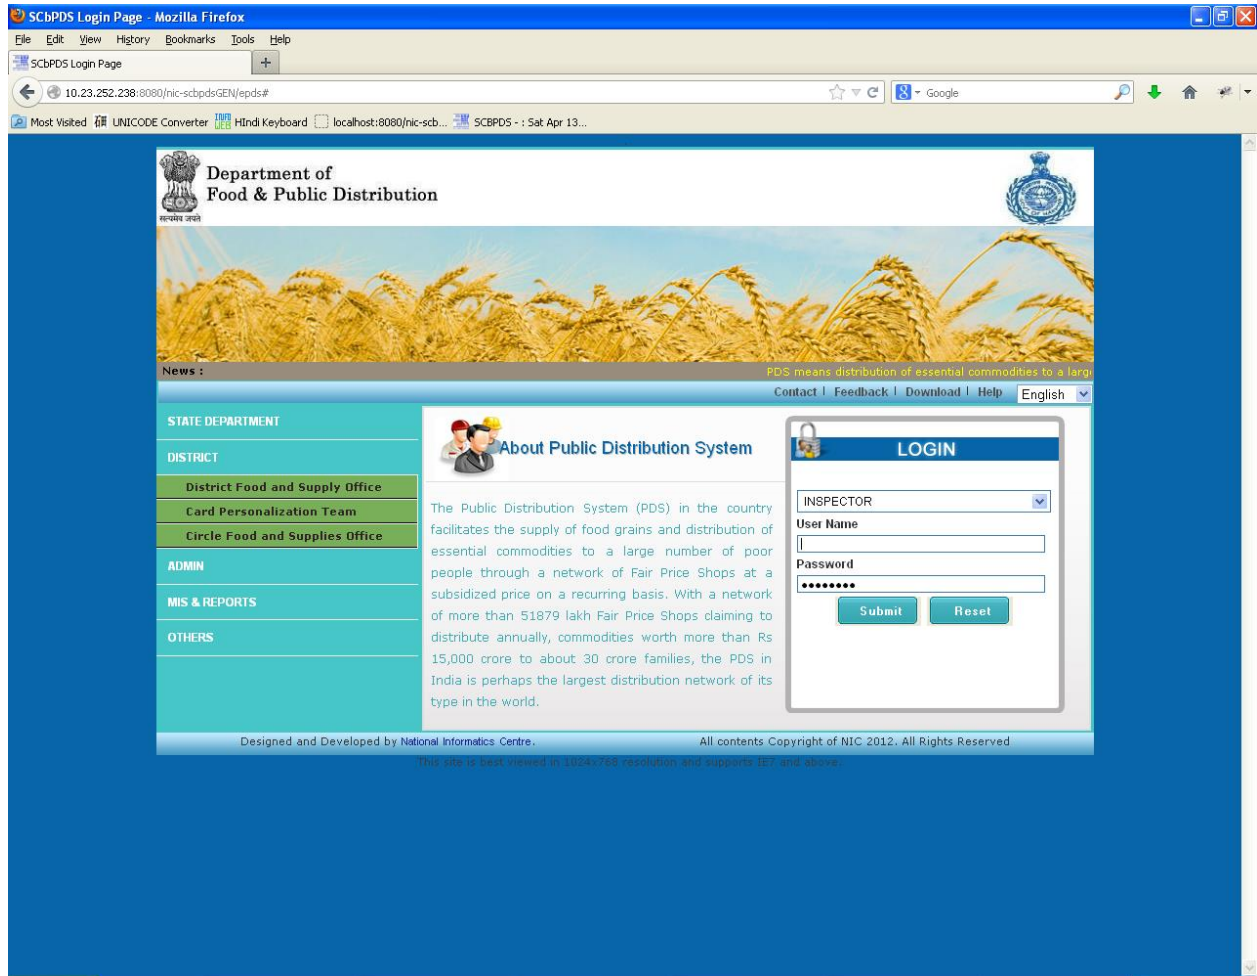 SCbPDS Login Page - Mozilla Firefox
File Edit View History Bookmarks Tools Help
SCbPDS Login Page
10.23.252.238:8080/nic-scbpdsGEN/epds#
Google
Most Visited UNICODE Converter HIndi Keyboard localhost:8080/nic-scb... SCBPDS - : Sat Apr 13...
Department of
Food & Public Distribution
सत्यमेव जयते
News :
PDS means distribution of essential commodities to a larg
Contact | Feedback | Download | Help English
STATE DEPARTMENT
DISTRICT
District Food and Supply Office
Card Personalization Team
Circle Food and Supplies Office
ADMIN
MIS & REPORTS
OTHERS
About Public Distribution System
The Public Distribution System (PDS) in the country
facilitates the supply of food grains and distribution of
essential commodities to a large number of poor
people through a network of Fair Price Shops at a
subsidized price on a recurring basis. With a network
of more than 51879 lakh Fair Price Shops claiming to
distribute annually, commodities worth more than Rs
15,000 crore to about 30 crore families, the PDS in
India is perhaps the largest distribution network of its
type in the world.
LOGIN
INSPECTOR
User Name
Password
Submit Reset
Designed and Developed by National Informatics Centre. All contents Copyright of NIC 2012. All Rights Reserved
This site is best viewed in 1024x768 resolution and supports IE7 and above.